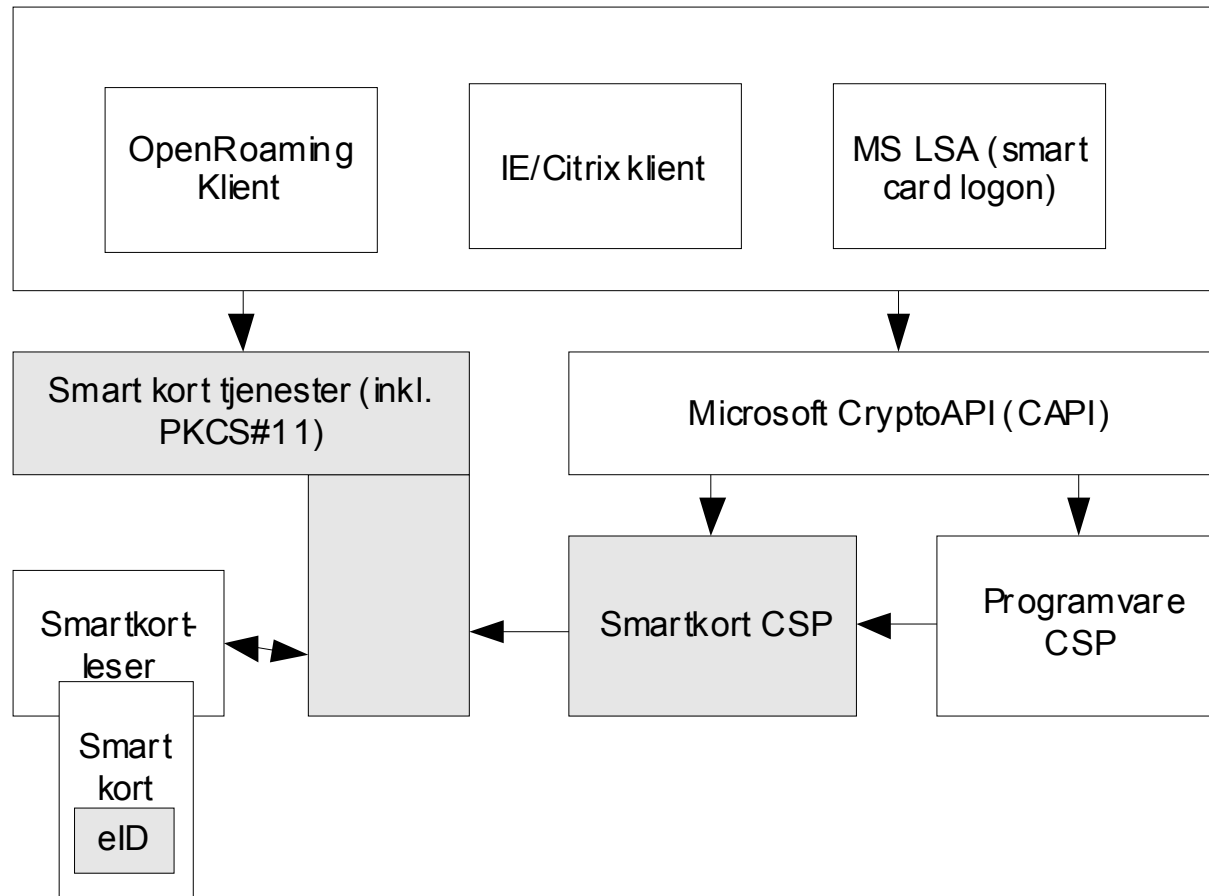 OpenRoaming
Klient
IE/Citrix klient
MS LSA (smart
card logon)
Smart kort tjenester (inkl.
PKCS#11)
Microsoft CryptoAPI (CAPI)
Smartkort-
leser
Smartkort CSP
Programvare
CSP
Smart
kort
eID